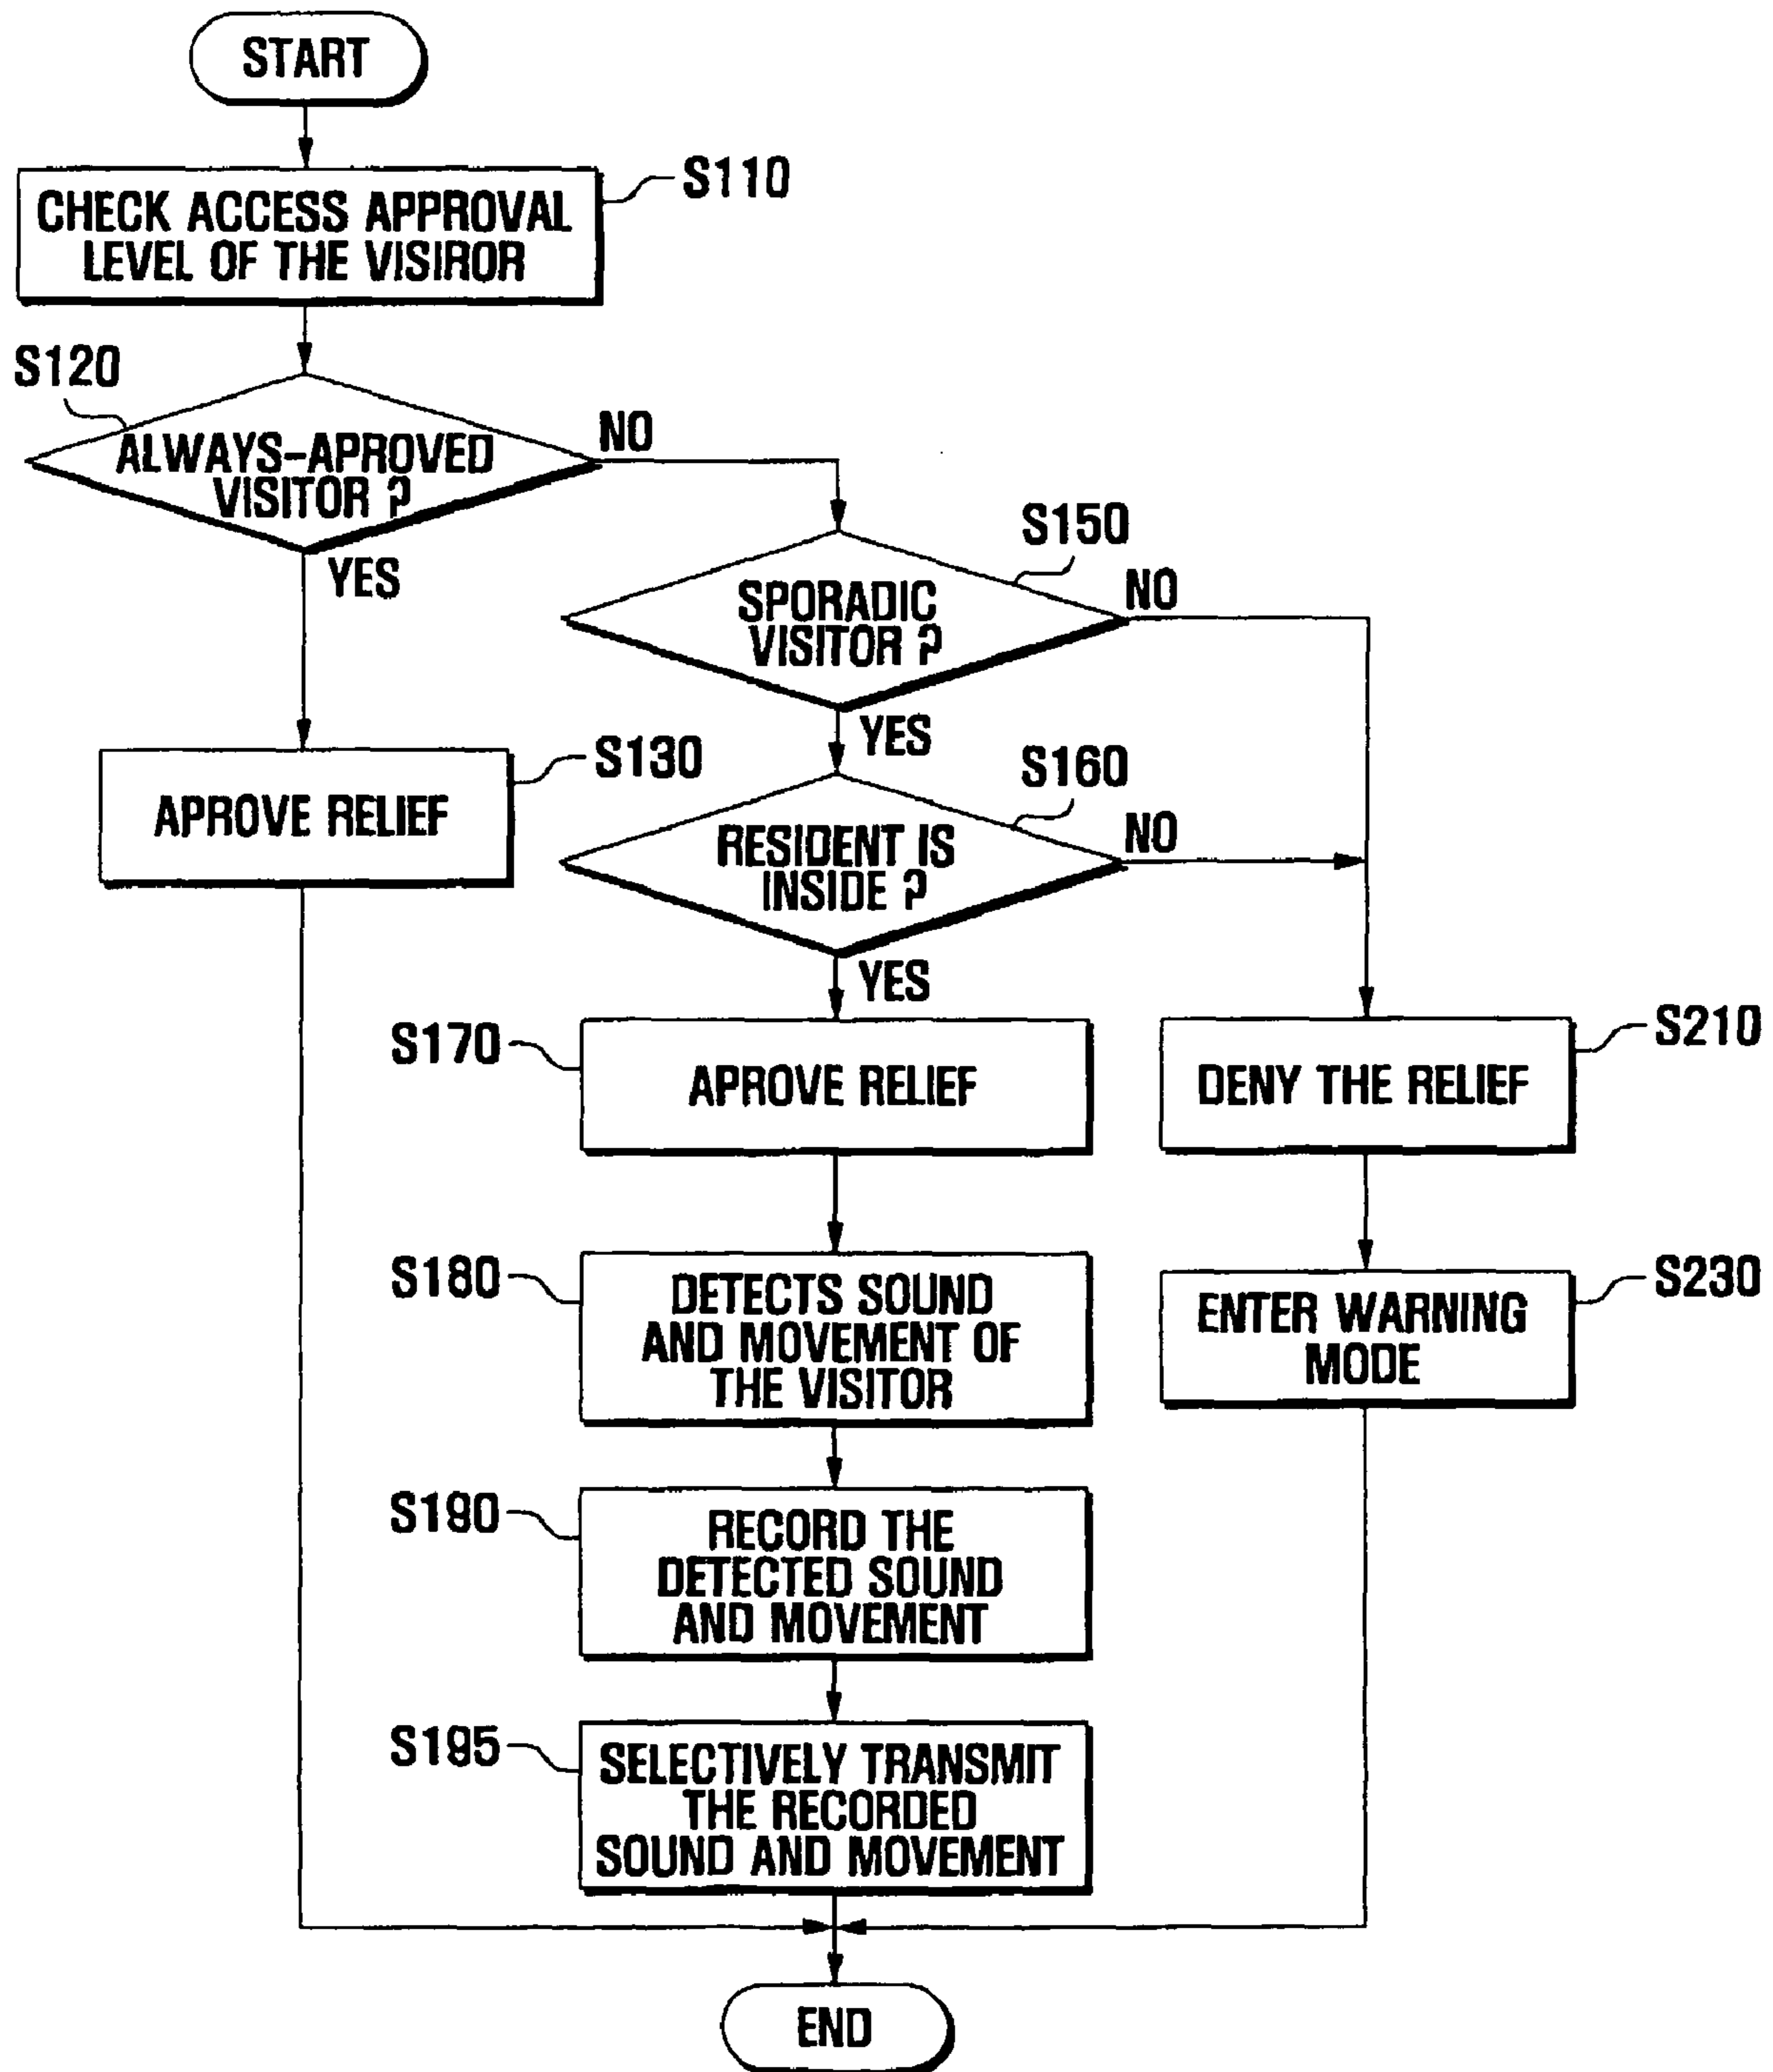 START
S110
CHECK ACCESS APPROVAL
LEVEL OF THE VISIROR
S120
ALWAYS-APROVED
VISITOR ?
NO
YES
S150
SPORADIC
VISITOR ?
NO
YES
S130
APROVE RELIEF
S160
RESIDENT IS
INSIDE ?
NO
YES
S170
APROVE RELIEF
S210
DENY THE RELIEF
S180
DETECTS SOUND
AND MOVEMENT OF
THE VISITOR
S230
ENTER WARNING
MODE
S190
RECORD THE
DETECTED SOUND
AND MOVEMENT
S195
SELECTIVELY TRANSMIT
THE RECORDED
SOUND AND MOVEMENT
END